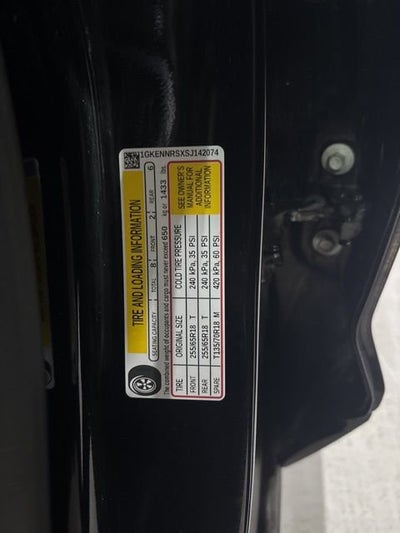 1GKENNRSXSJ142074
TIRE AND LOADING INFORMATION
SEATING CAPACITY TOTAL 8 FRONT 2 REAR 6
The combined weight of occupants and cargo must never exceed 650 kg or 1433 lbs.
TIRE ORIGINAL SIZE COLD TIRE PRESSURE
FRONT 255/65R18 T 240 kPa, 35 PSI
REAR 255/65R18 T 240 kPa, 35 PSI
SPARE T135/70R18 M 420 kPa, 60 PSI
SEE OWNER'S
MANUAL FOR
ADDITIONAL
INFORMATION